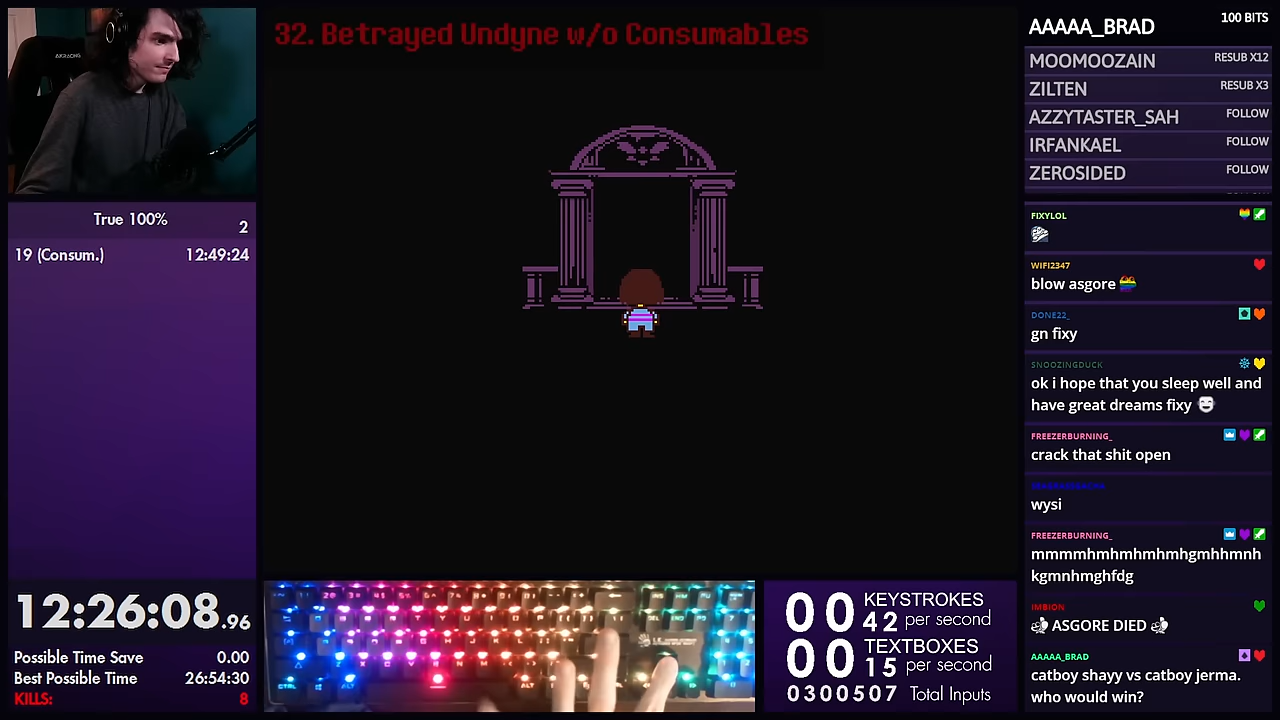 AKRACING
32. Betrayed Undyne w/o Consumables
True 100%
2
19 (Consum.) 12:49:24
12:26:08.96
Possible Time Save 0.00
Best Possible Time 26:54:30
KILLS: 8
00 42 KEYSTROKES per second
00 15 TEXTBOXES per second
0300507 Total Inputs
AAAAA_BRAD 100 BITS
MOOMOOZAIN RESUB X12
ZILTEN RESUB X3
AZZYTASTER_SAH FOLLOW
IRFANKAEL FOLLOW
ZEROSIDED FOLLOW
FIXYLOL
WIFI2347
blow asgore
DONE22_
gn fixy
SNOOZINGDUCK
ok i hope that you sleep well and
have great dreams fixy
FREEZERBURNING_
crack that shit open
wysi
FREEZERBURNING_
mmmmhmhmhmhmhgmhhmnh
kgmnhmghfdg
IMBION
ASGORE DIED
AAAAA_BRAD
catboy shayy vs catboy jerma.
who would win?